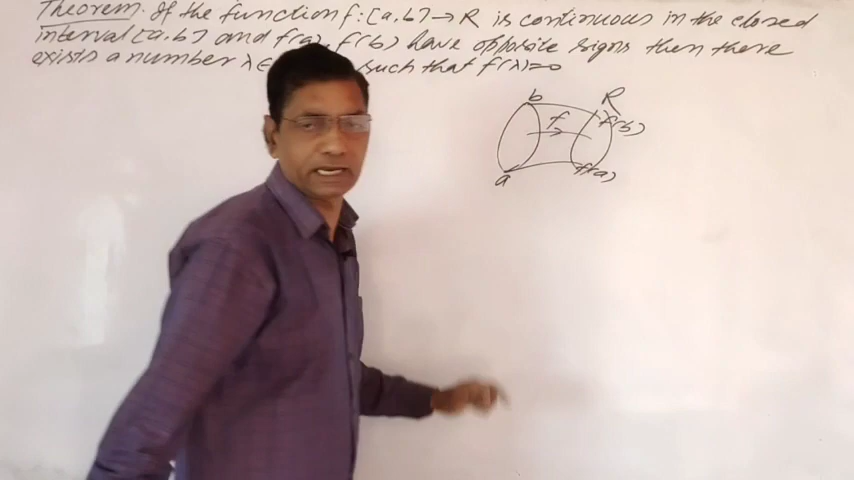 Theorem. If the function f: [a,b] → R is continuous in the closed
interval [a,b] and f(a), f(b) have opposite signs then there
exists a number λ ∈ such that f(λ)=0
b R
f f(b)
a f(a)